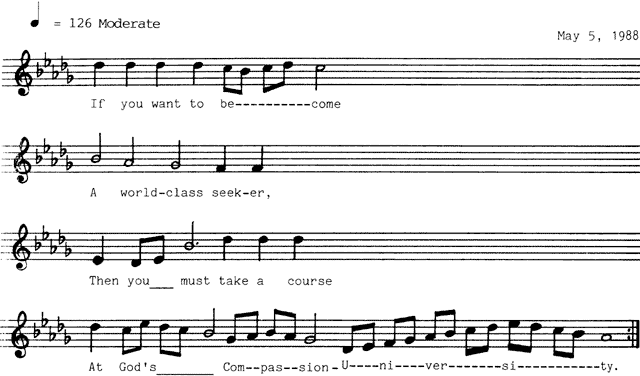 = 126 Moderate
May 5, 1988
If you want to be----------come
A world-class seek-er,
Then you___ must take a course
At God's_______ Com--pas--sion-U----ni----ver-------si--------ty.